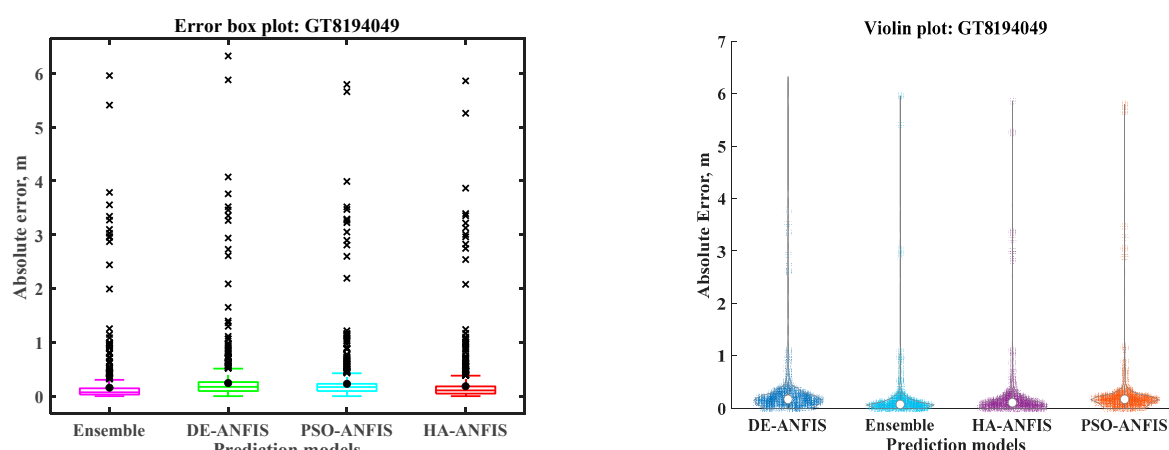 Error box plot: GT8194049
Absolute error, m
6
5
4
3
2
1
0
Ensemble DE-ANFIS PSO-ANFIS HA-ANFIS
Prediction models
Violin plot: GT8194049
Absolute Error, m
7
6
5
4
3
2
1
0
DE-ANFIS Ensemble HA-ANFIS PSO-ANFIS
Prediction models